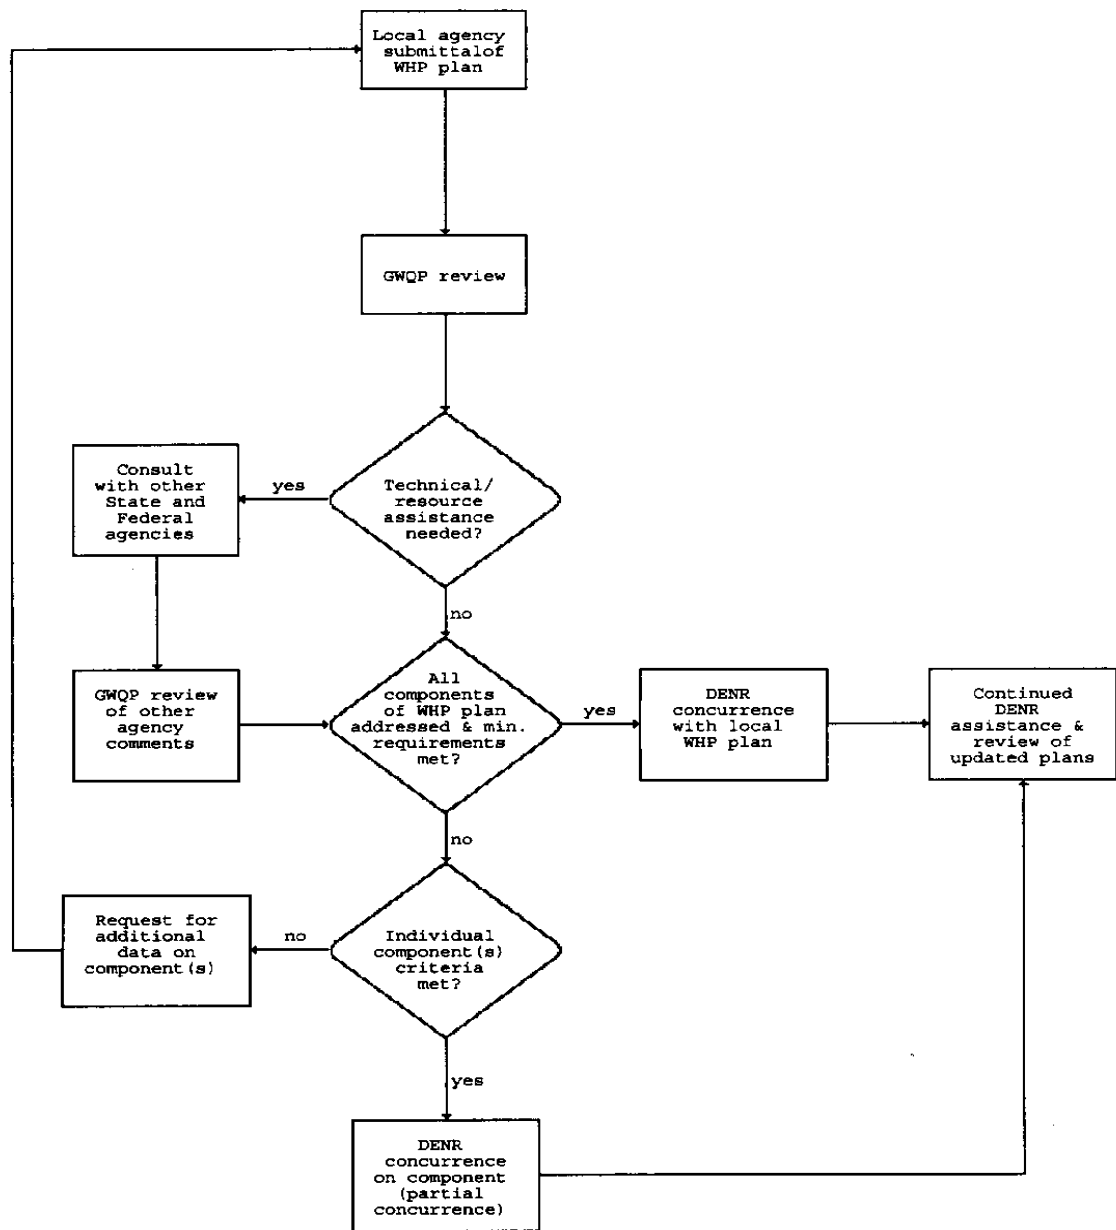 Local agency
submittalof
WHP plan
GWQP review
Technical/
resource
assistance
needed?
yes
Consult
with other
State and
Federal
agencies
no
GWQP review
of other
agency
comments
All
components
of WHP plan
addressed & min.
requirements
met?
yes
DENR
concurrence
with local
WHP plan
Continued
DENR
assistance &
review of
updated plans
no
Individual
component(s)
criteria
met?
no
Request for
additional
data on
component(s)
yes
DENR
concurrence
on component
(partial
concurrence)